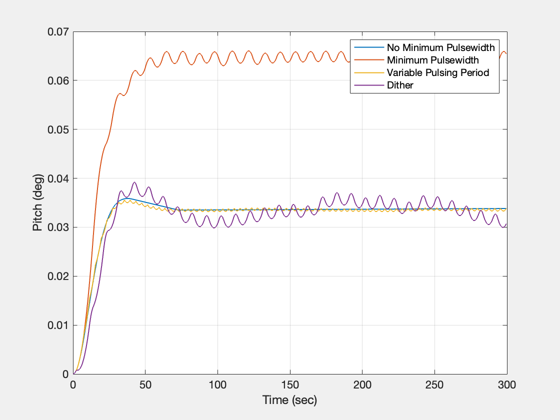 0.07
0.06
0.05
0.04
0.03
0.02
0.01
0
Pitch (deg)
No Minimum Pulsewidth
Minimum Pulsewidth
Variable Pulsing Period
Dither
0 50 100 150 200 250 300
Time (sec)